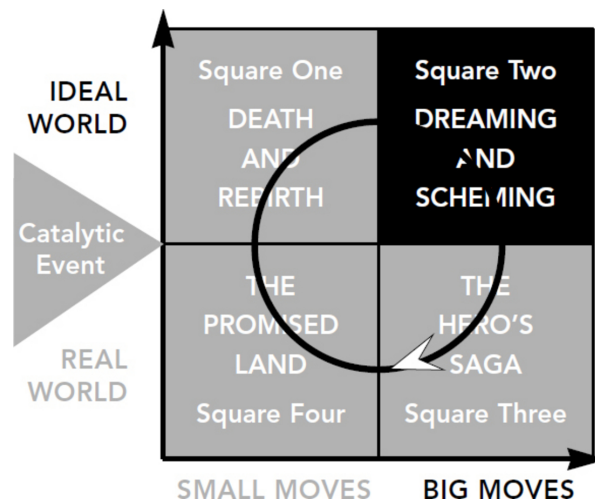 IDEAL
WORLD
Square One
DEATH
AND
REBIRTH
Square Two
DREAMING
AND
SCHEMING
Catalytic
Event
REAL
WORLD
THE
PROMISED
LAND
Square Four
THE
HERO'S
SAGA
Square Three
SMALL MOVES
BIG MOVES